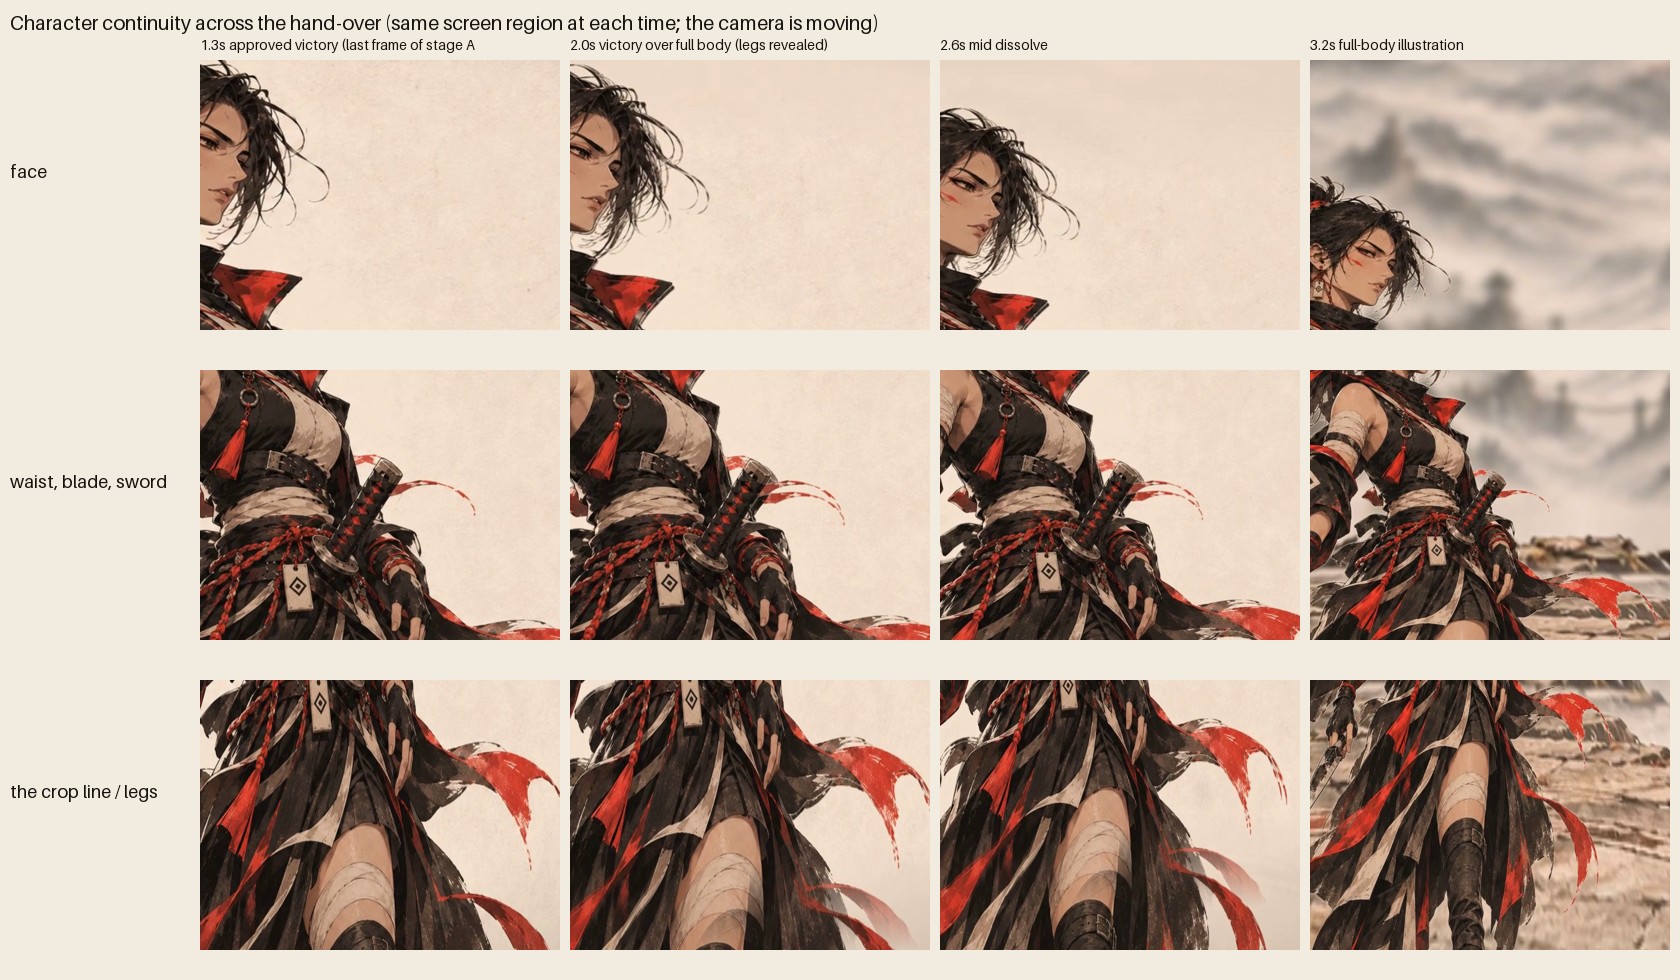 Character continuity across the hand-over (same screen region at each time; the camera is moving)
1.3s approved victory (last frame of stage A
2.0s victory over full body (legs revealed)
2.6s mid dissolve
3.2s full-body illustration
face
waist, blade, sword
the crop line / legs